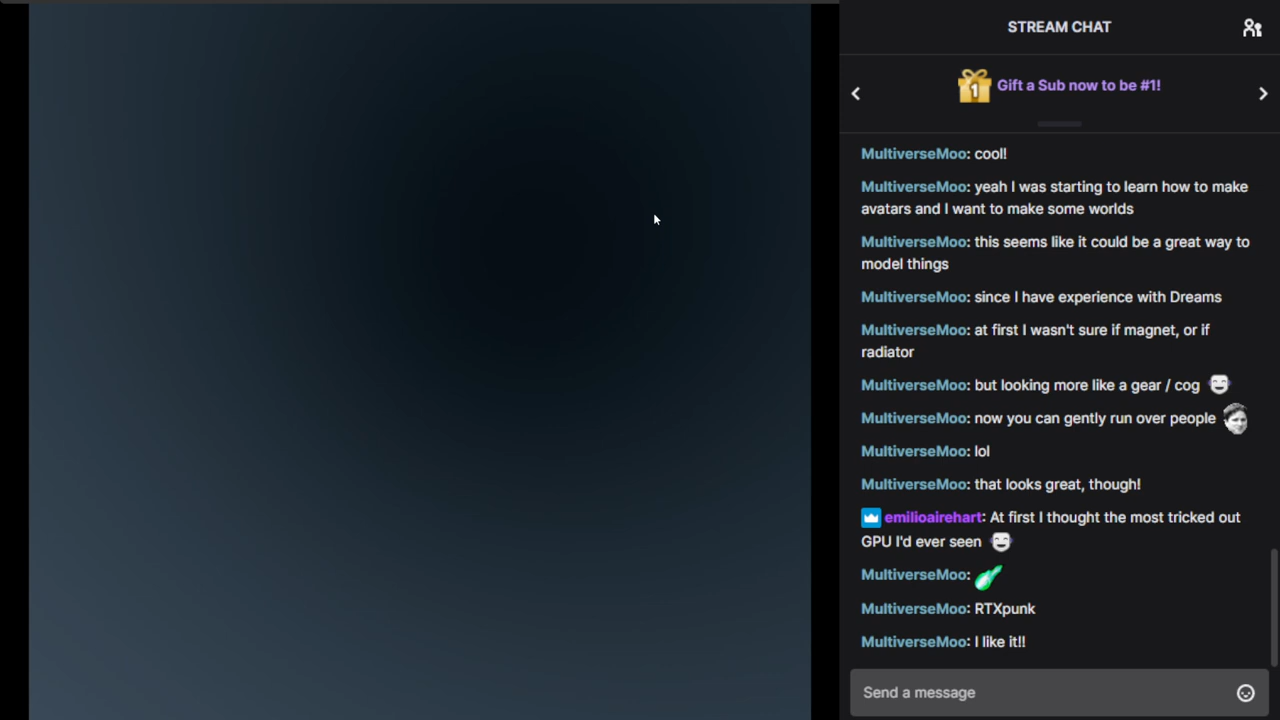 STREAM CHAT
1
Gift a Sub now to be #1!
MultiverseMoo: cool!
MultiverseMoo: yeah I was starting to learn how to make
avatars and I want to make some worlds
MultiverseMoo: this seems like it could be a great way to
model things
MultiverseMoo: since I have experience with Dreams
MultiverseMoo: at first I wasn't sure if magnet, or if
radiator
MultiverseMoo: but looking more like a gear / cog
MultiverseMoo: now you can gently run over people
MultiverseMoo: lol
MultiverseMoo: that looks great, though!
emilioairehart: At first I thought the most tricked out
GPU I'd ever seen
MultiverseMoo:
MultiverseMoo: RTXpunk
MultiverseMoo: I like it!!
Send a message